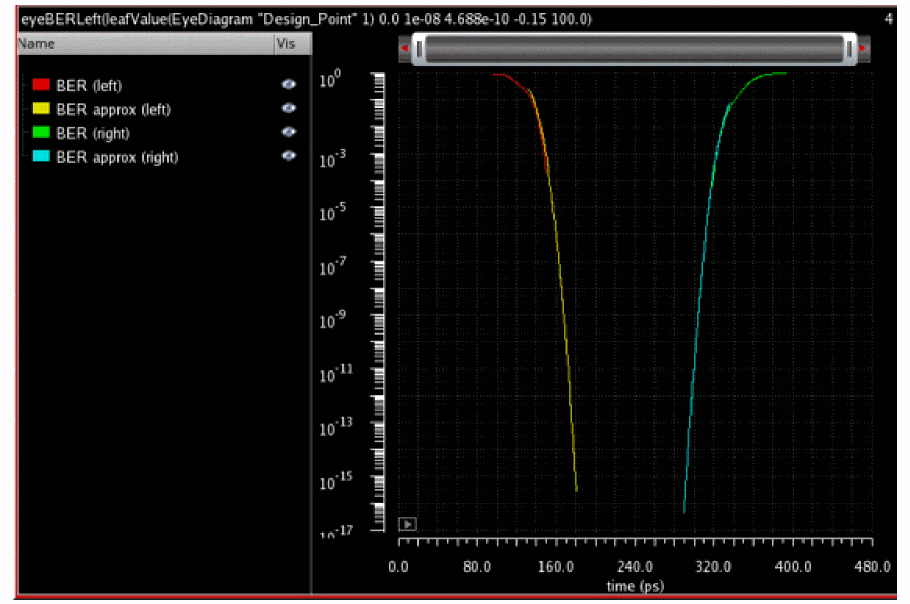 eyeBERLeft(leafValue(EyeDiagram "Design_Point" 1) 0.0 1e-08 4.688e-10 -0.15 100.0) 4
Name Vis
BER (left)
BER approx (left)
BER (right)
BER approx (right)
10^0
10^-3
10^-5
10^-7
10^-9
10^-11
10^-13
10^-15
10^-17
0.0 80.0 160.0 240.0 320.0 400.0 480.0
time (ps)